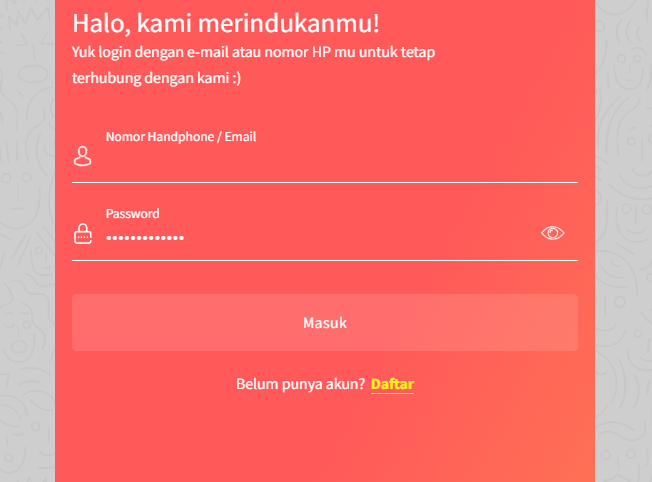 Halo, kami merindukanmu!
Yuk login dengan e-mail atau nomor HP mu untuk tetap
terhubung dengan kami :)
Nomor Handphone / Email
Password
•••••••••••••
Masuk
Belum punya akun? Daftar